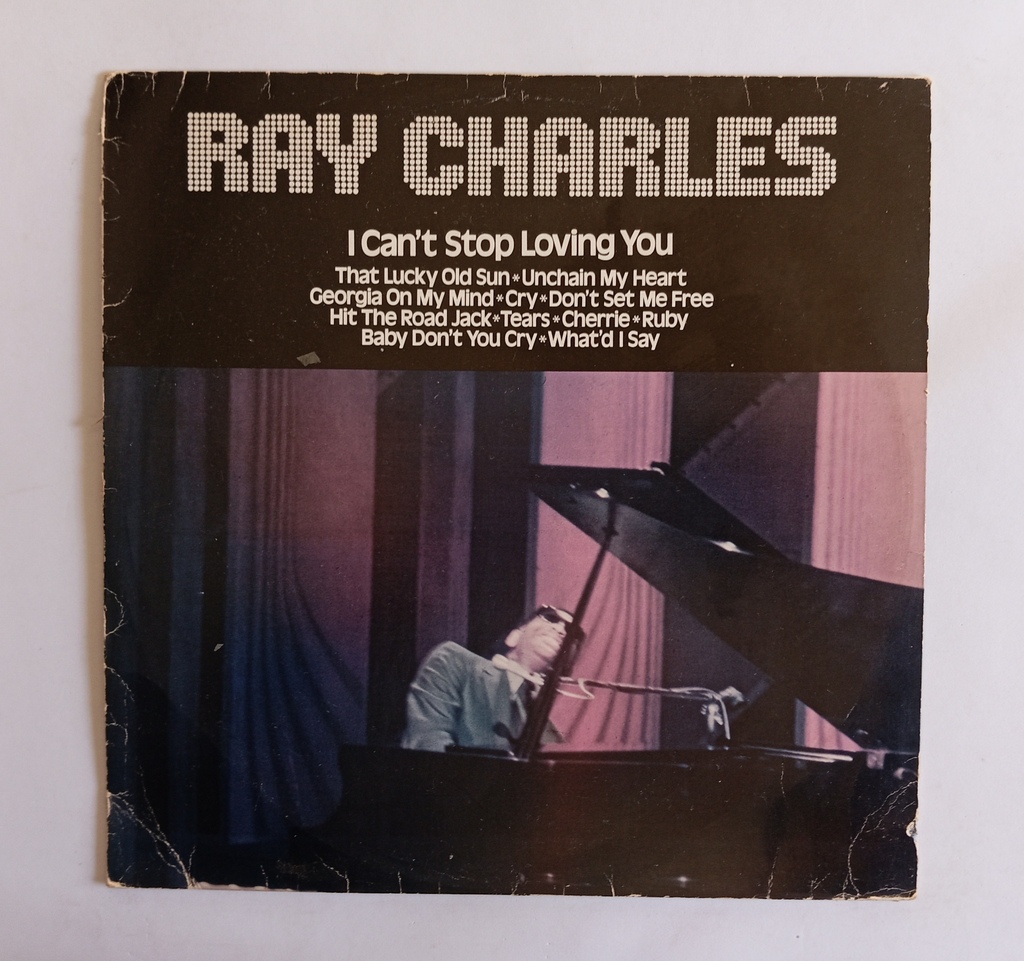 RAY CHARLES
I Can't Stop Loving You
That Lucky Old Sun*Unchain My Heart
Georgia On My Mind*Cry*Don't Set Me Free
Hit The Road Jack*Tears*Cherrie*Ruby
Baby Don't You Cry*What'd I Say